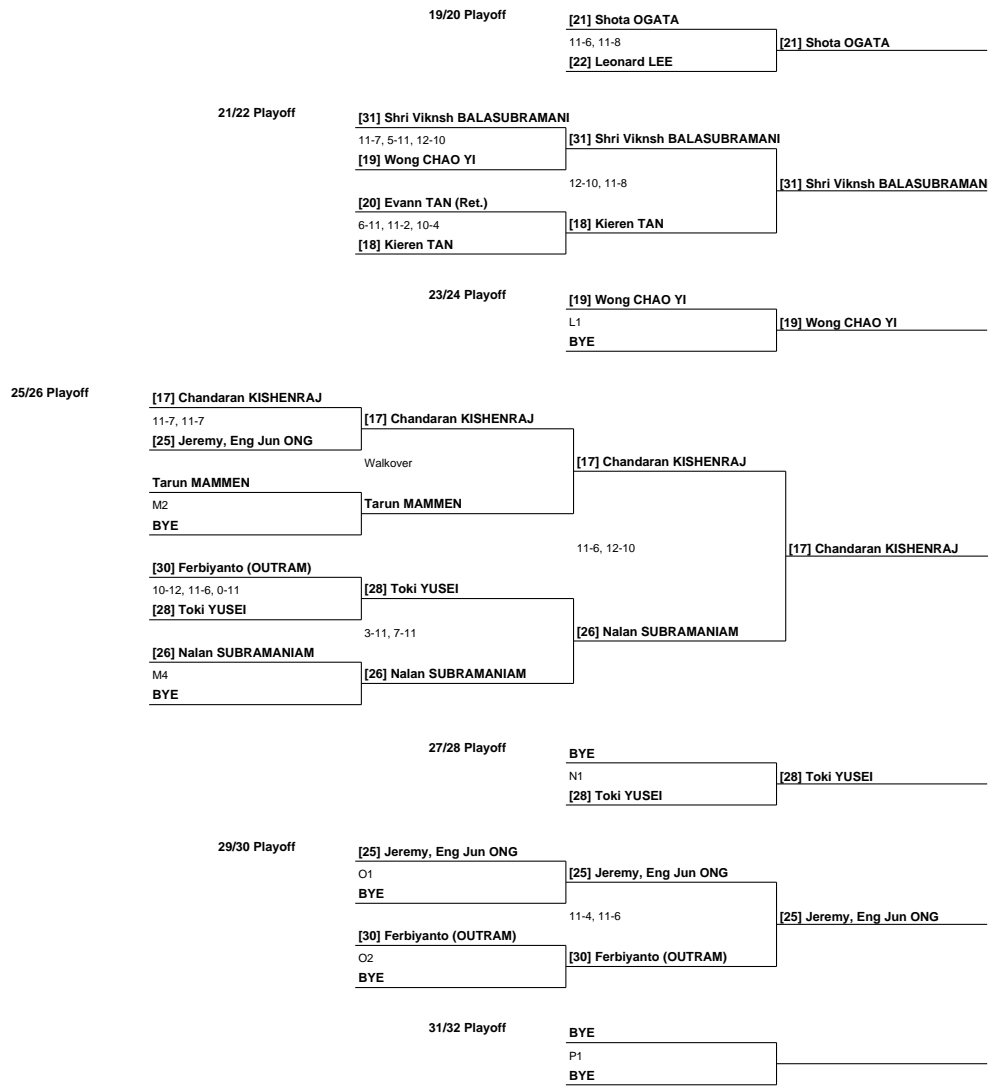 19/20 Playoff
[21] Shota OGATA
11-6, 11-8
[21] Shota OGATA
[22] Leonard LEE
21/22 Playoff
[31] Shri Viknsh BALASUBRAMANI
11-7, 5-11, 12-10
[31] Shri Viknsh BALASUBRAMANI
[19] Wong CHAO YI
12-10, 11-8
[31] Shri Viknsh BALASUBRAMAN
[20] Evann TAN (Ret.)
6-11, 11-2, 10-4
[18] Kieren TAN
[18] Kieren TAN
23/24 Playoff
[19] Wong CHAO YI
L1
[19] Wong CHAO YI
BYE
25/26 Playoff
[17] Chandaran KISHENRAJ
11-7, 11-7
[17] Chandaran KISHENRAJ
[25] Jeremy, Eng Jun ONG
Walkover
[17] Chandaran KISHENRAJ
Tarun MAMMEN
M2
Tarun MAMMEN
BYE
11-6, 12-10
[17] Chandaran KISHENRAJ
[30] Ferbiyanto (OUTRAM)
10-12, 11-6, 0-11
[28] Toki YUSEI
[28] Toki YUSEI
3-11, 7-11
[26] Nalan SUBRAMANIAM
[26] Nalan SUBRAMANIAM
M4
[26] Nalan SUBRAMANIAM
BYE
27/28 Playoff
BYE
N1
[28] Toki YUSEI
[28] Toki YUSEI
29/30 Playoff
[25] Jeremy, Eng Jun ONG
O1
[25] Jeremy, Eng Jun ONG
BYE
11-4, 11-6
[25] Jeremy, Eng Jun ONG
[30] Ferbiyanto (OUTRAM)
O2
[30] Ferbiyanto (OUTRAM)
BYE
31/32 Playoff
BYE
P1
BYE